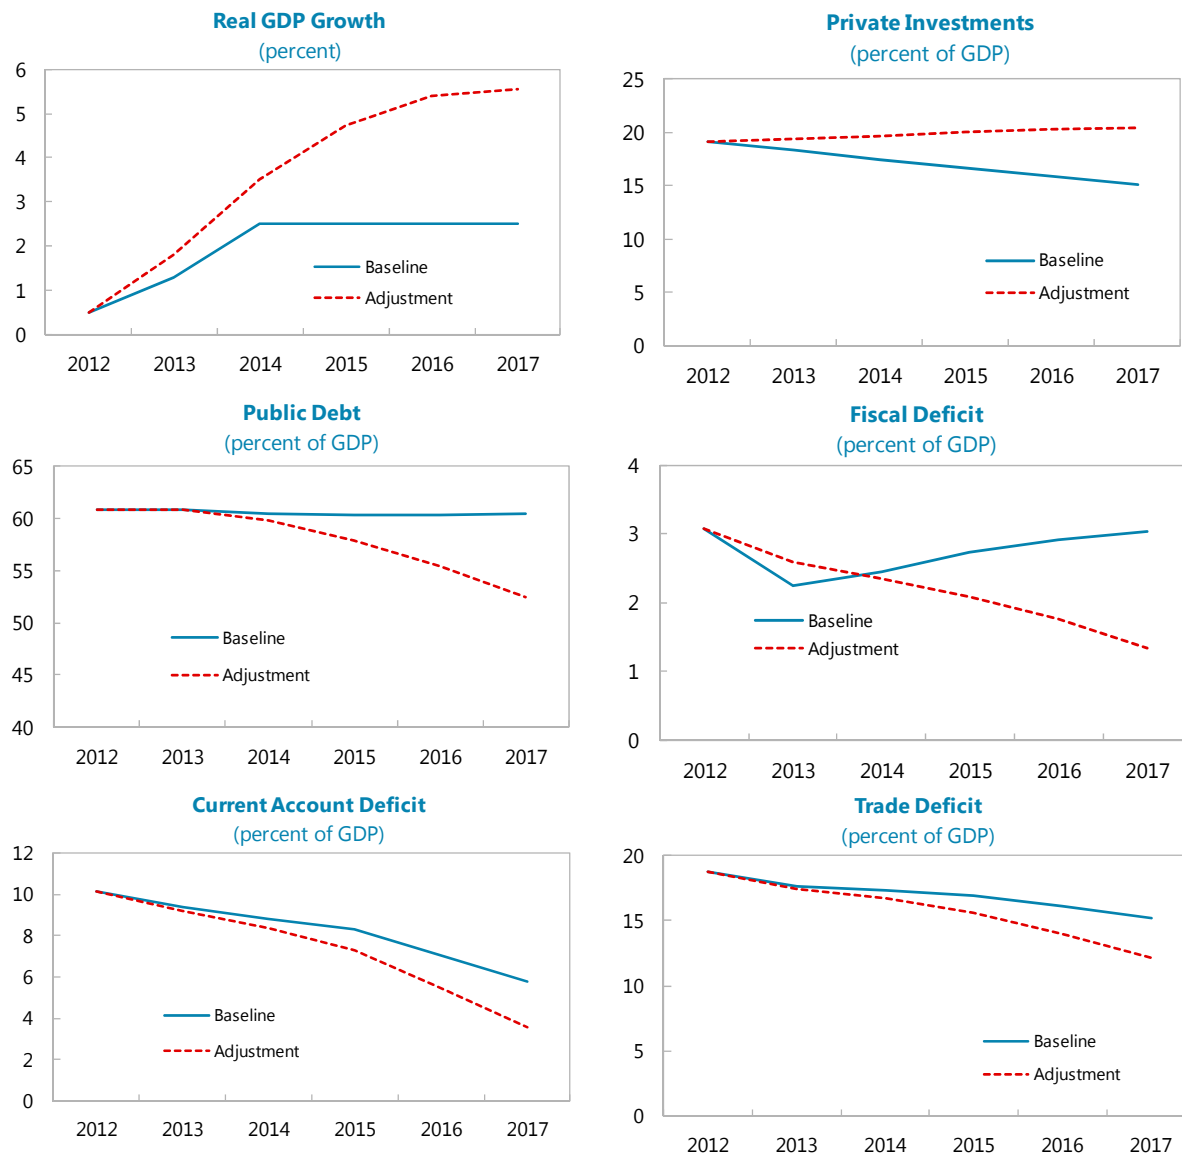 Real GDP Growth
(percent)
6
5
4
3
2
1
0
Baseline
Adjustment
2012 2013 2014 2015 2016 2017
Private Investments
(percent of GDP)
25
20
15
10
5
0
Baseline
Adjustment
2012 2013 2014 2015 2016 2017
Public Debt
(percent of GDP)
65
60
55
50
45
40
Baseline
Adjustment
2012 2013 2014 2015 2016 2017
Fiscal Deficit
(percent of GDP)
4
3
2
1
0
Baseline
Adjustment
2012 2013 2014 2015 2016 2017
Current Account Deficit
(percent of GDP)
12
10
8
6
4
2
0
Baseline
Adjustment
2012 2013 2014 2015 2016 2017
Trade Deficit
(percent of GDP)
20
15
10
5
0
Baseline
Adjustment
2012 2013 2014 2015 2016 2017